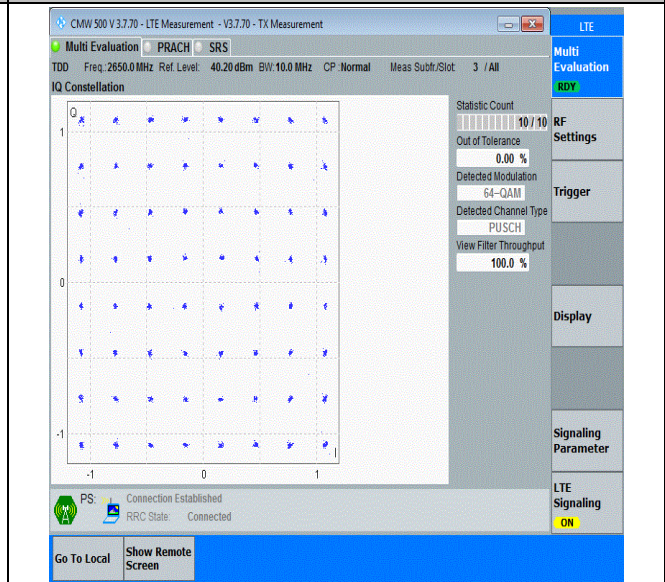 CMW 500 V 3.7.70 - LTE Measurement - V3.7.70 - TX Measurement
LTE
Multi Evaluation PRACH SRS
TDD Freq.:2650.0 MHz Ref. Level: 40.20 dBm BW:10.0 MHz CP :Normal Meas Subfr./Slot: 3 / All
IQ Constellation
Q
1
0
-1
I
-1 0 1
Statistic Count
10 / 10
Out of Tolerance
0.00 %
Detected Modulation
64-QAM
Detected Channel Type
PUSCH
View Filter Throughput
100.0 %
Multi
Evaluation
RDY
RF
Settings
Trigger
Display
Signaling
Parameter
LTE
Signaling
ON
PS: Connection Established
RRC State: Connected
Go To Local
Show Remote
Screen